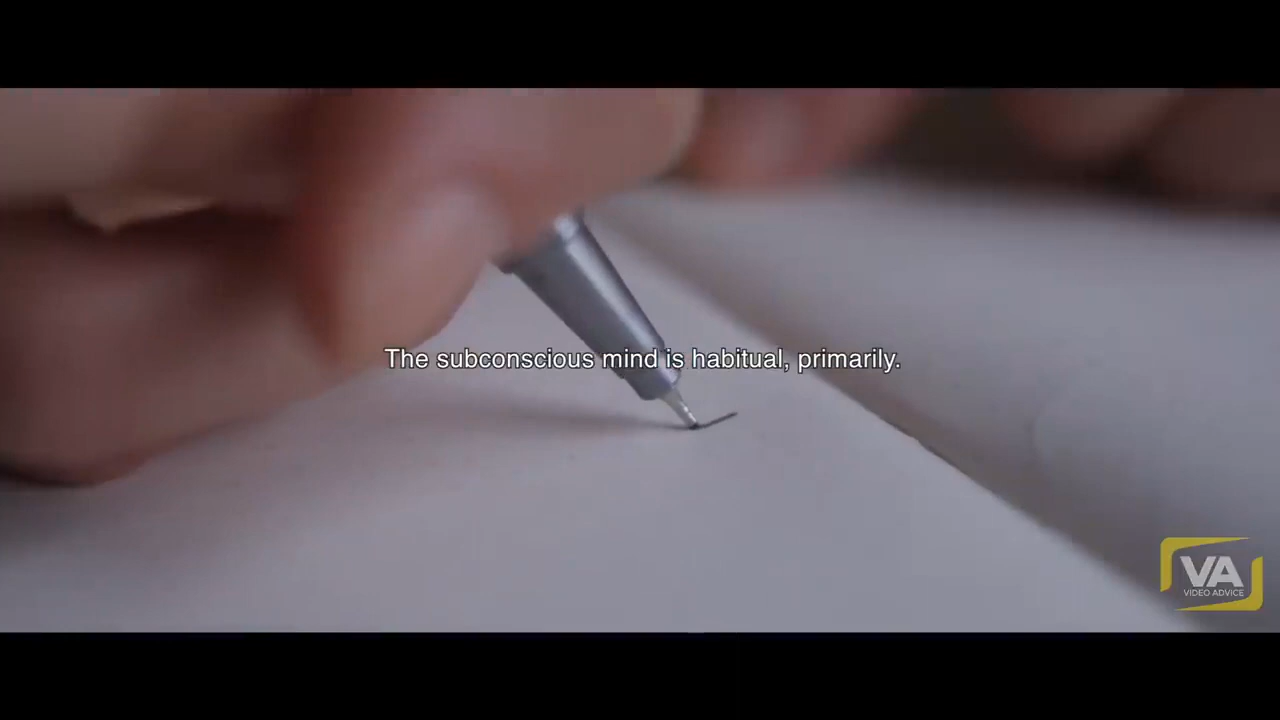 The subconscious mind is habitual, primarily.
VA
VIDEO ADVICE